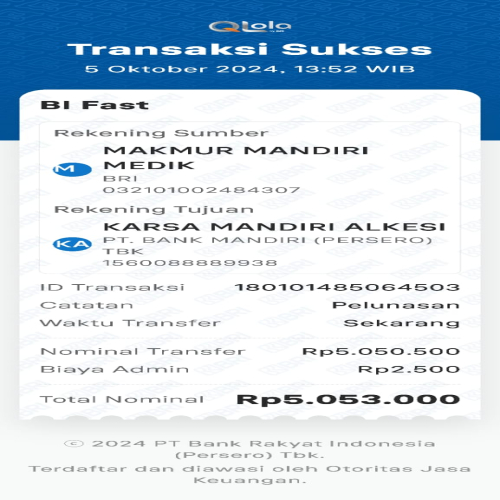 QLola
by BRI
Transaksi Sukses
5 Oktober 2024, 13:52 WIB
BI Fast
Rekening Sumber
M
MAKMUR MANDIRI
MEDIK
BRI
032101002484307
Rekening Tujuan
KA
KARSA MANDIRI ALKESI
PT. BANK MANDIRI (PERSERO)
TBK
1560088889938
ID Transaksi 180101485064503
Catatan Pelunasan
Waktu Transfer Sekarang
Nominal Transfer Rp5.050.500
Biaya Admin Rp2.500
Total Nominal Rp5.053.000
© 2024 PT Bank Rakyat Indonesia
(Persero) Tbk.
Terdaftar dan diawasi oleh Otoritas Jasa
Keuangan.